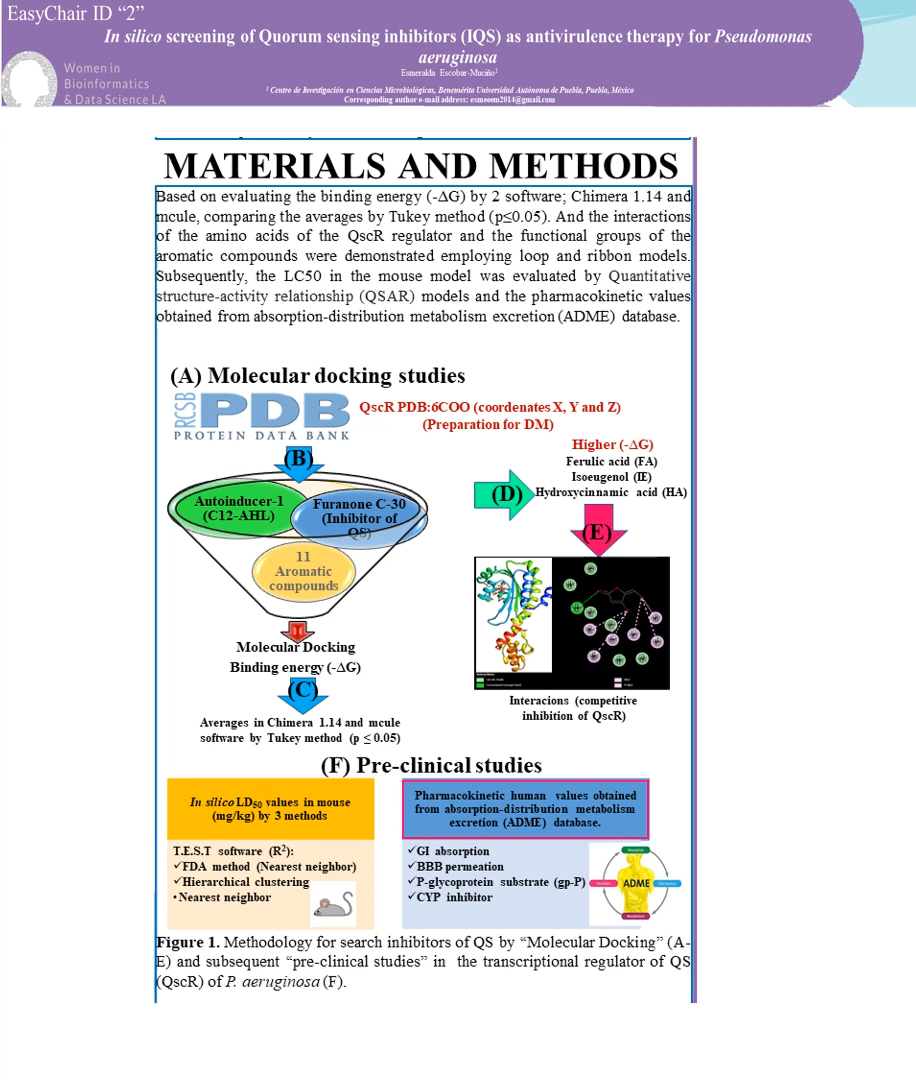 EasyChair ID “2”
In silico screening of Quorum sensing inhibitors (IQS) as antivirulence therapy for Pseudomonas
aeruginosa
Esmeralda Escobar-Muciño¹
Women in
Bioinformatics
& Data Science LA
¹ Centro de Investigación en Ciencias Microbiológicas, Benemérita Universidad Autónoma de Puebla, Puebla, México
Corresponding author e-mail address: esmeeem2014@gmail.com
MATERIALS AND METHODS
Based on evaluating the binding energy (-ΔG) by 2 software; Chimera 1.14 and
mcule, comparing the averages by Tukey method (p≤0.05). And the interactions
of the amino acids of the QscR regulator and the functional groups of the
aromatic compounds were demonstrated employing loop and ribbon models.
Subsequently, the LC50 in the mouse model was evaluated by Quantitative
structure-activity relationship (QSAR) models and the pharmacokinetic values
obtained from absorption-distribution metabolism excretion (ADME) database.
(A) Molecular docking studies
RCSB
PDB
PROTEIN DATA BANK
QscR PDB:6COO (coordenates X, Y and Z)
(Preparation for DM)
(B)
Autoinducer-1
(C12-AHL)
Furanone C-30
(Inhibitor of
QS)
11
Aromatic
compounds
Molecular Docking
Binding energy (-ΔG)
(C)
Averages in Chimera 1.14 and mcule
software by Tukey method (p ≤ 0.05)
(D)
Higher (-ΔG)
Ferulic acid (FA)
Isoeugenol (IE)
Hydroxycinnamic acid (HA)
(E)
Interacions (competitive
inhibition of QscR)
(F) Pre-clinical studies
In silico LD50 values in mouse
(mg/kg) by 3 methods
T.E.S.T software (R²):
✓FDA method (Nearest neighbor)
✓Hierarchical clustering
•Nearest neighbor
Pharmacokinetic human values obtained
from absorption-distribution metabolism
excretion (ADME) database.
✓GI absorption
✓BBB permeation
✓P-glycoprotein substrate (gp-P)
✓CYP inhibitor
ADME
Figure 1. Methodology for search inhibitors of QS by “Molecular Docking” (A-
E) and subsequent “pre-clinical studies” in the transcriptional regulator of QS
(QscR) of P. aeruginosa (F).